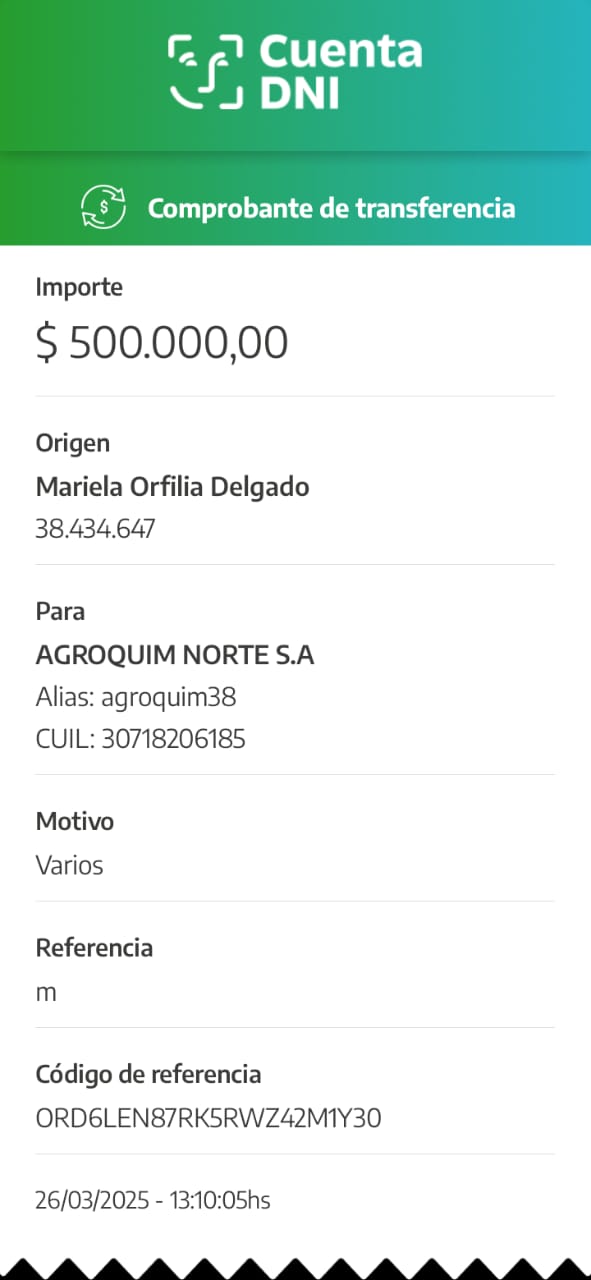 Cuenta
DNI
$
Comprobante de transferencia
Importe
$ 500.000,00
Origen
Mariela Orfilia Delgado
38.434.647
Para
AGROQUIM NORTE S.A
Alias: agroquim38
CUIL: 30718206185
Motivo
Varios
Referencia
m
Código de referencia
ORD6LEN87RK5RWZ42M1Y30
26/03/2025 - 13:10:05hs